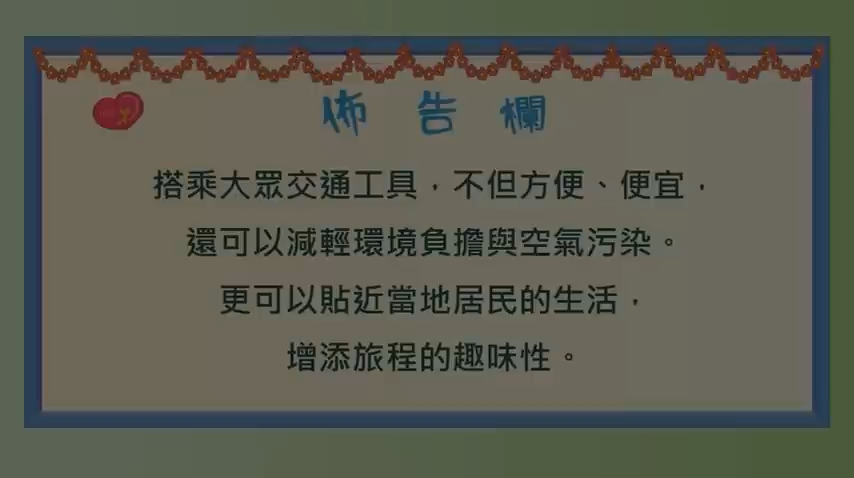 佈告欄
搭乘大眾交通工具，不但方便、便宜，
還可以減輕環境負擔與空氣污染。
更可以貼近當地居民的生活，
增添旅程的趣味性。